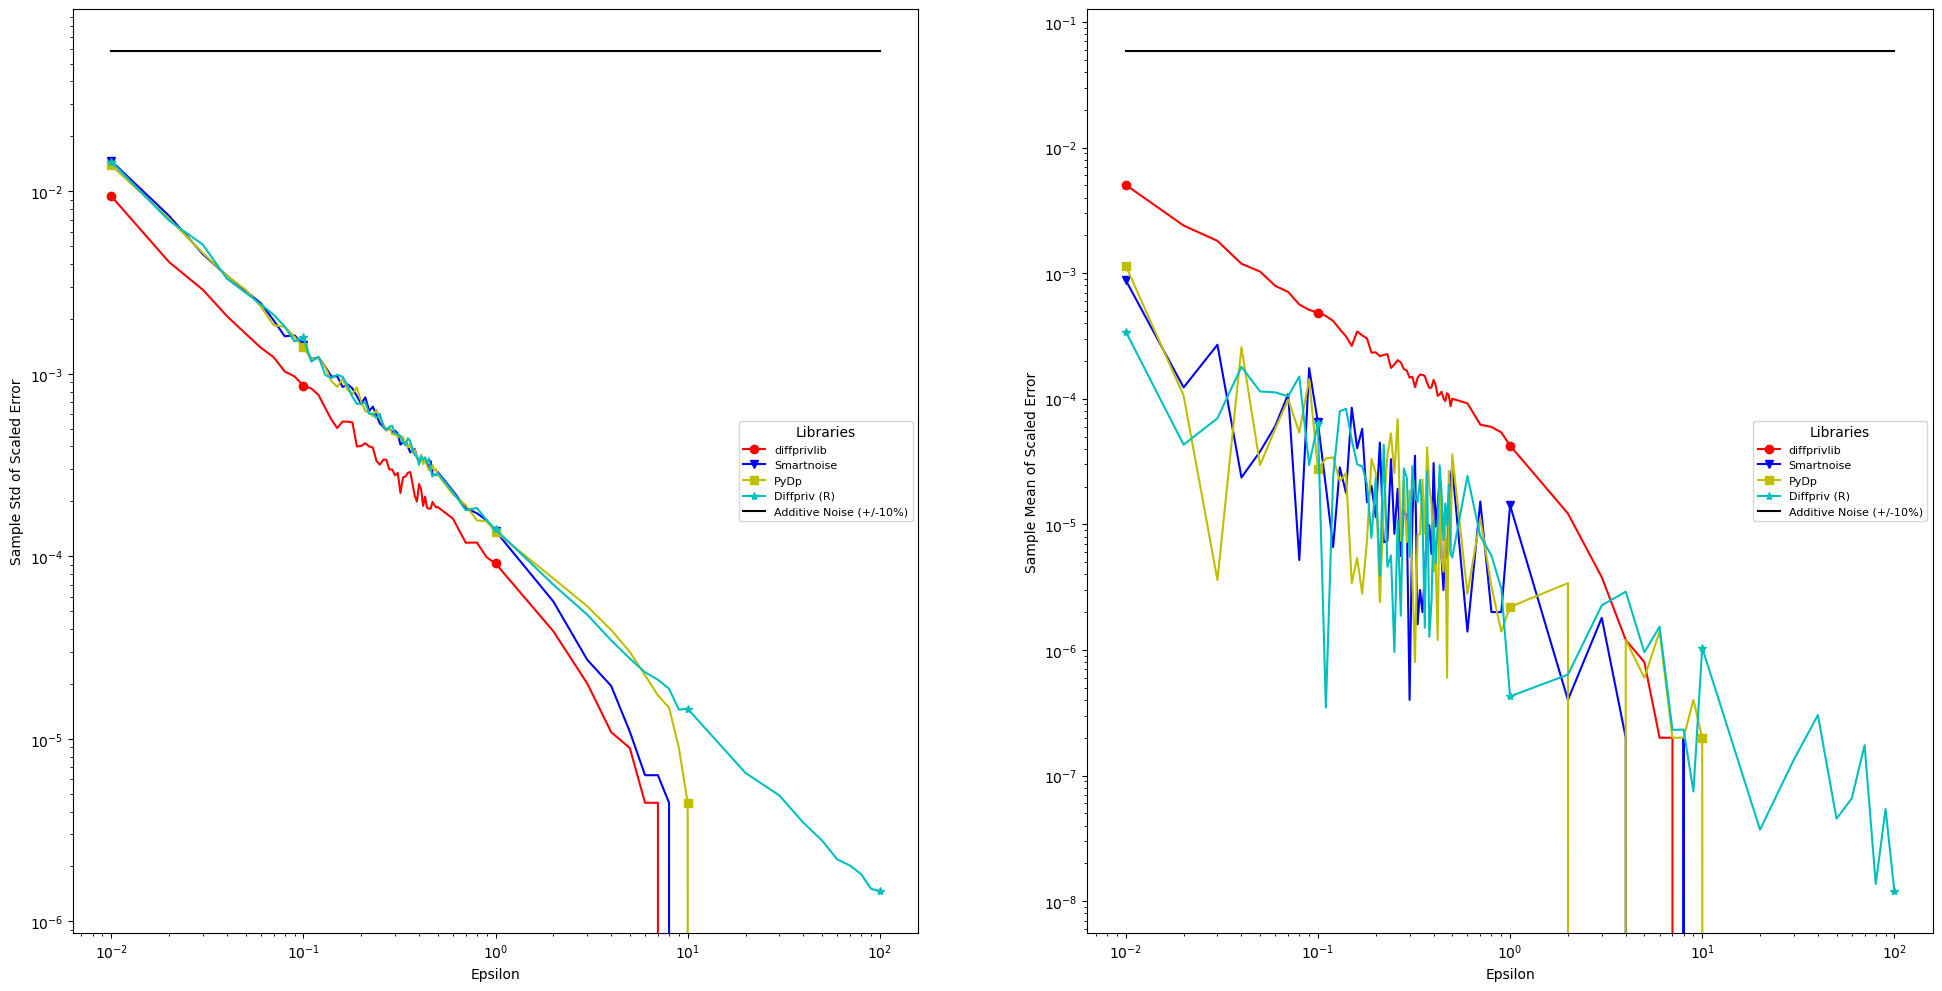 Sample Std of Scaled Error
10⁻²
10⁻³
10⁻⁴
10⁻⁵
10⁻⁶
10⁻²
10⁻¹
10⁰
10¹
10²
Epsilon
Libraries
diffprivlib
Smartnoise
PyDp
Diffpriv (R)
Additive Noise (+/-10%)
Sample Mean of Scaled Error
10⁻¹
10⁻²
10⁻³
10⁻⁴
10⁻⁵
10⁻⁶
10⁻⁷
10⁻⁸
10⁻²
10⁻¹
10⁰
10¹
10²
Epsilon
Libraries
diffprivlib
Smartnoise
PyDp
Diffpriv (R)
Additive Noise (+/-10%)